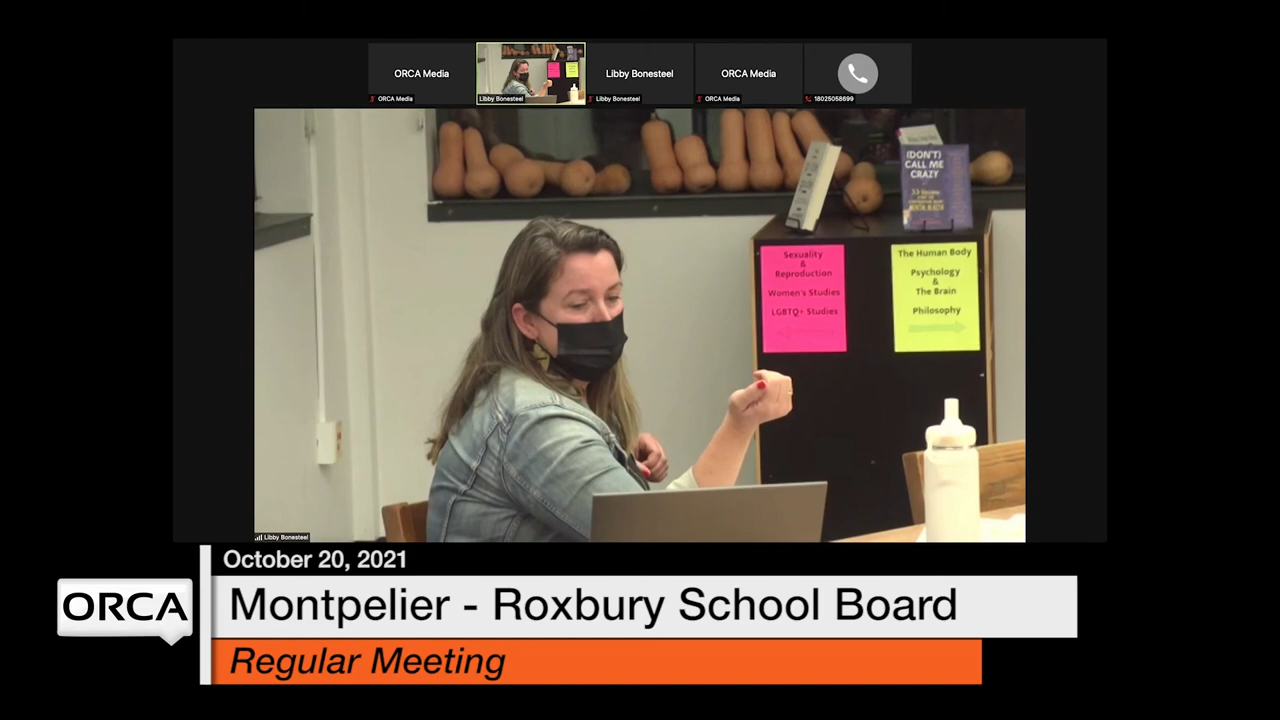 ORCA Media
Libby Bonesteel
ORCA Media
ORCA Media
Libby Bonesteel
Libby Bonesteel
ORCA Media
18025058699
(DON'T)
CALL ME
CRAZY
MENTAL HEALTH
Sexuality
&
Reproduction
Women's Studies
LGBTQ+ Studies
The Human Body
Psychology
&
The Brain
Philosophy
Libby Bonesteel
October 20, 2021
ORCA
Montpelier - Roxbury School Board
Regular Meeting